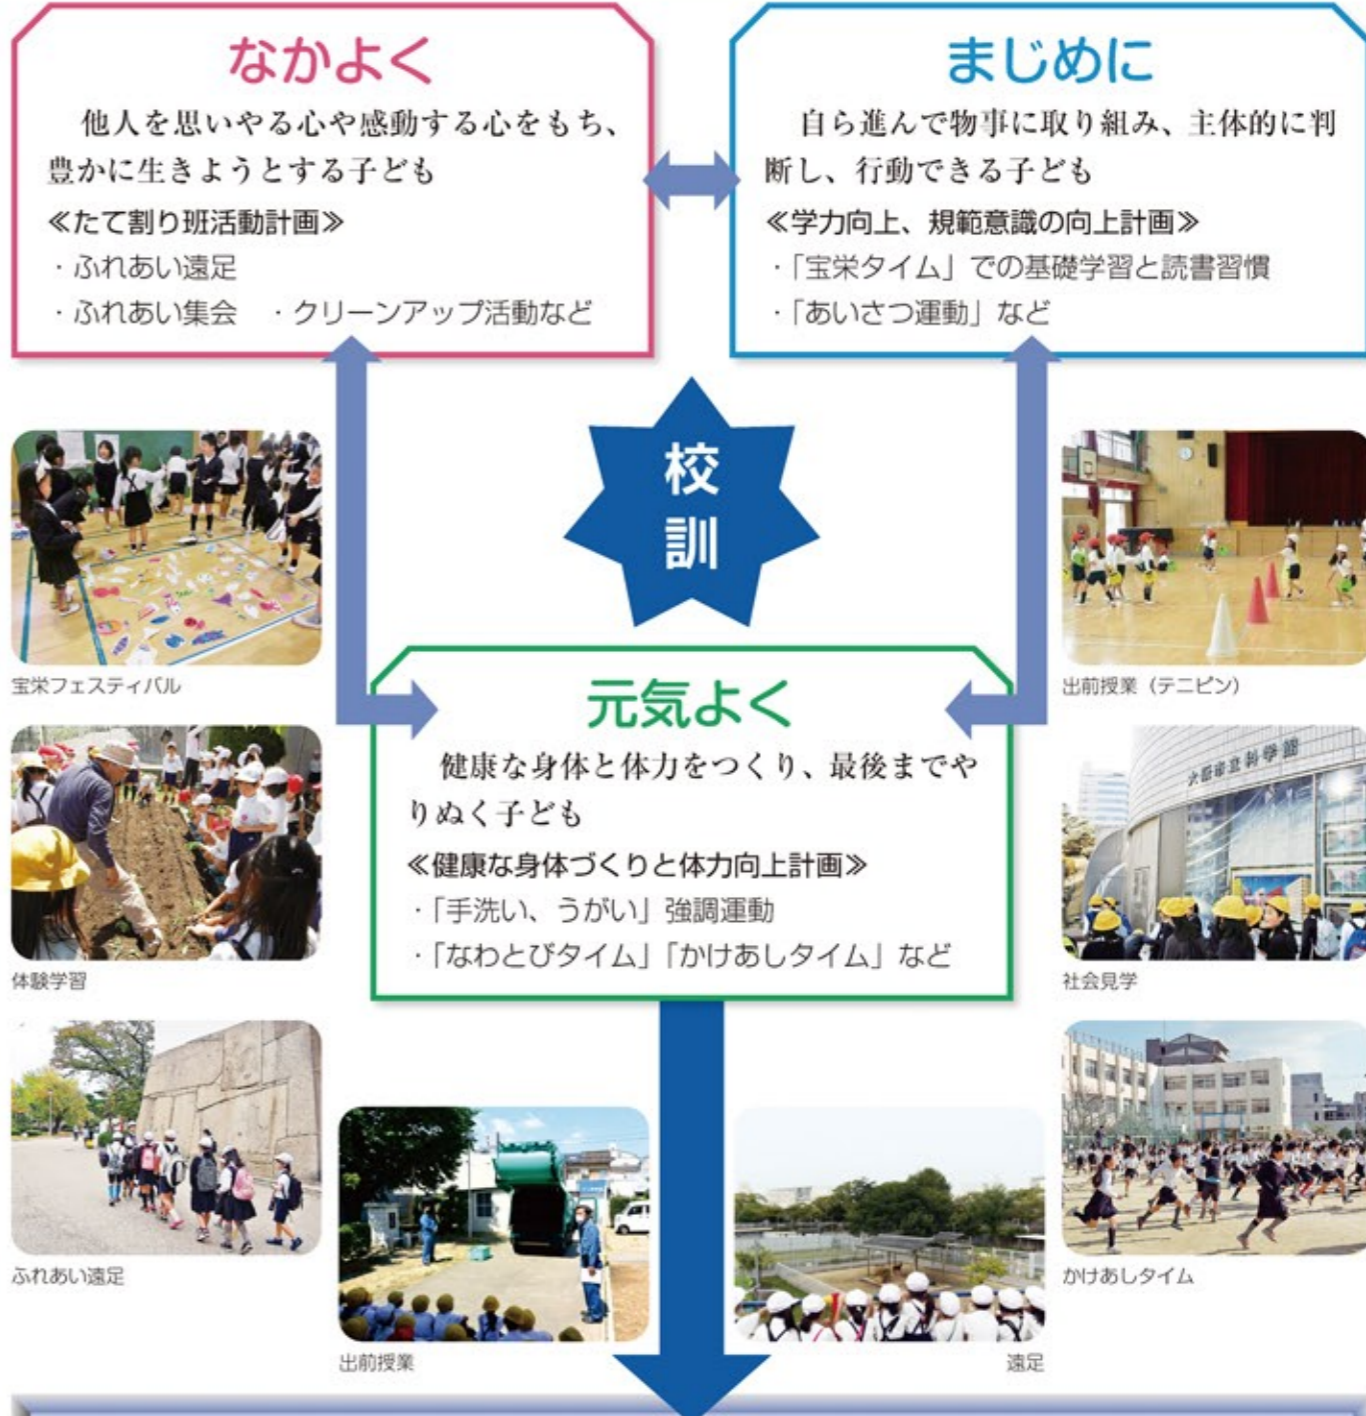 なかよく
他人を思いやる心や感動する心をもち、
豊かに生きようとする子ども
≪たて割り班活動計画≫
・ふれあい遠足
・ふれあい集会　・クリーンアップ活動など
まじめに
自ら進んで物事に取り組み、主体的に判
断し、行動できる子ども
≪学力向上、規範意識の向上計画≫
・「宝栄タイム」での基礎学習と読書習慣
・「あいさつ運動」など
校
訓
元気よく
健康な身体と体力をつくり、最後までや
りぬく子ども
≪健康な身体づくりと体力向上計画≫
・「手洗い、うがい」強調運動
・「なわとびタイム」「かけあしタイム」など
宝栄フェスティバル
体験学習
ふれあい遠足
出前授業
出前授業（テニピン）
大阪市立科学館
社会見学
かけあしタイム
遠足